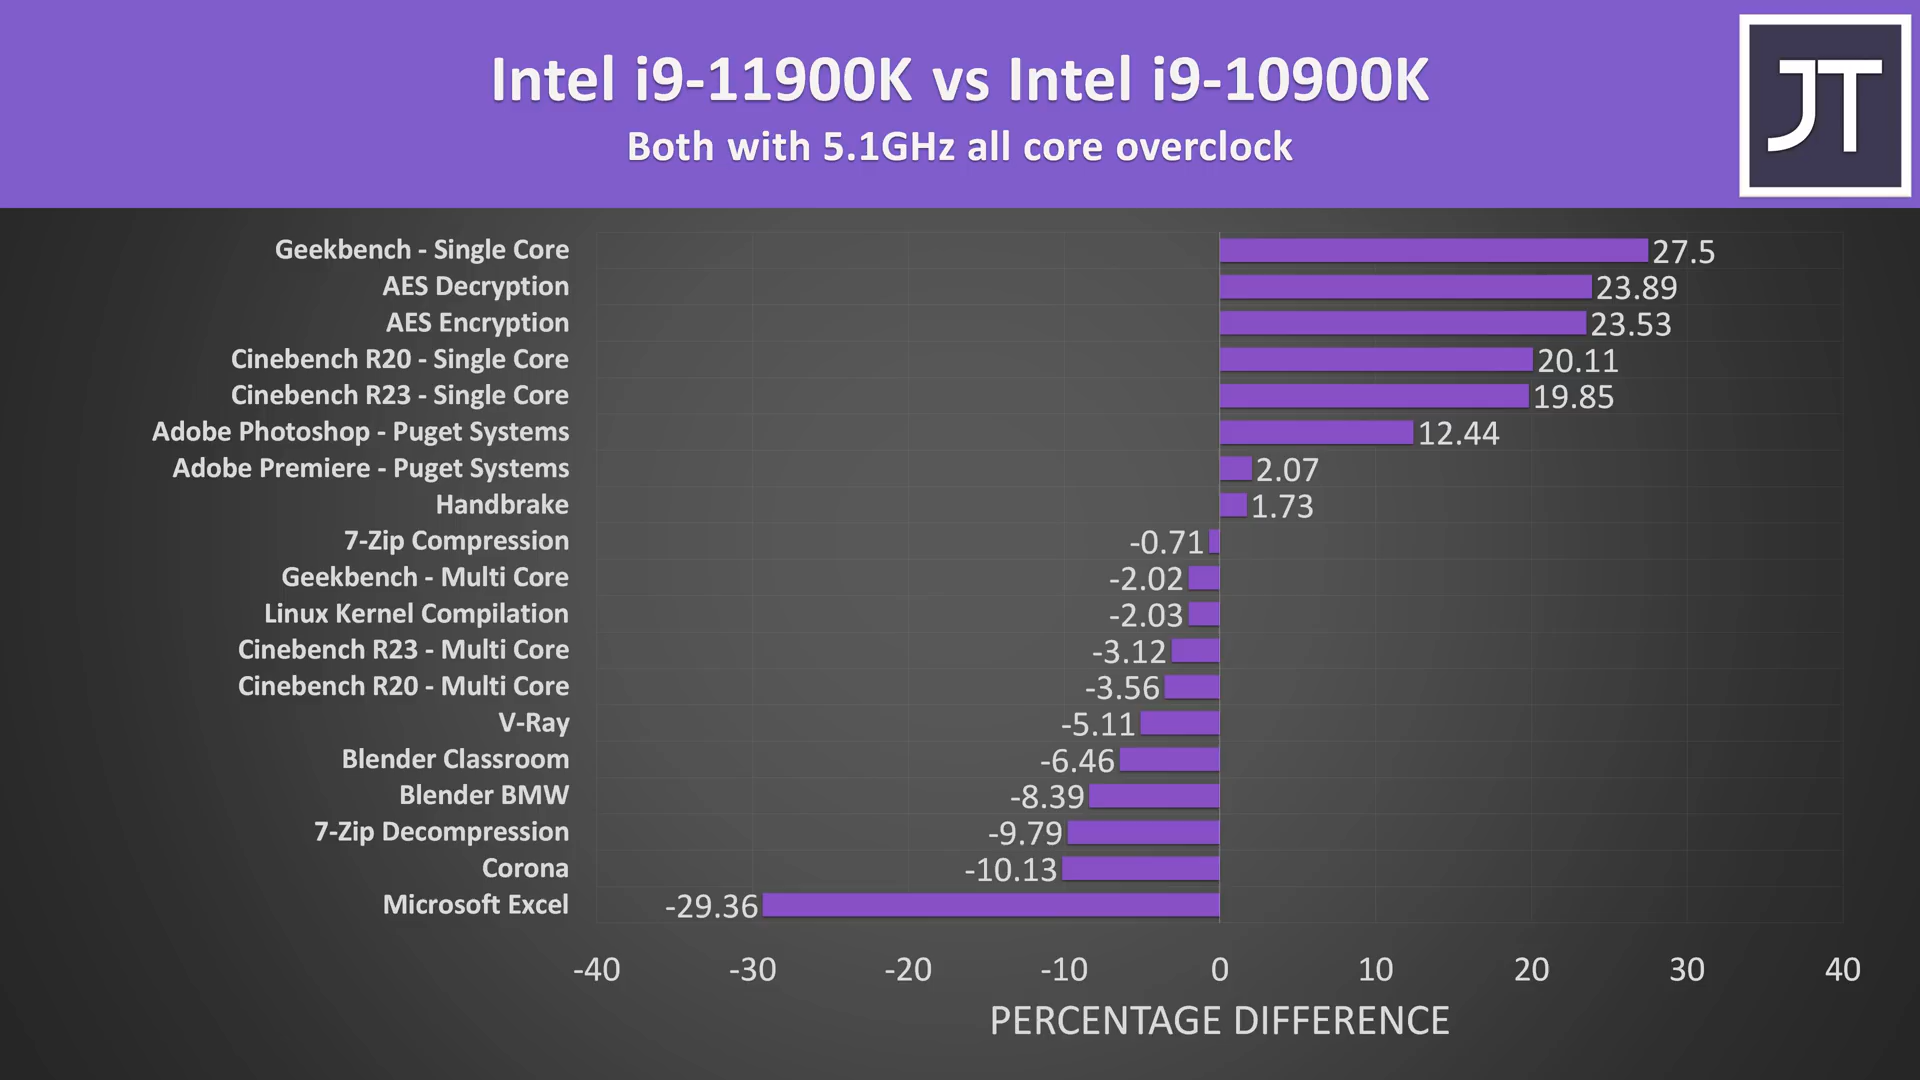 Intel i9-11900K vs Intel i9-10900K
Both with 5.1GHz all core overclock
JT
Geekbench - Single Core 27.5
AES Decryption 23.89
AES Encryption 23.53
Cinebench R20 - Single Core 20.11
Cinebench R23 - Single Core 19.85
Adobe Photoshop - Puget Systems 12.44
Adobe Premiere - Puget Systems 2.07
Handbrake 1.73
7-Zip Compression -0.71
Geekbench - Multi Core -2.02
Linux Kernel Compilation -2.03
Cinebench R23 - Multi Core -3.12
Cinebench R20 - Multi Core -3.56
V-Ray -5.11
Blender Classroom -6.46
Blender BMW -8.39
7-Zip Decompression -9.79
Corona -10.13
Microsoft Excel -29.36
-40 -30 -20 -10 0 10 20 30 40
PERCENTAGE DIFFERENCE